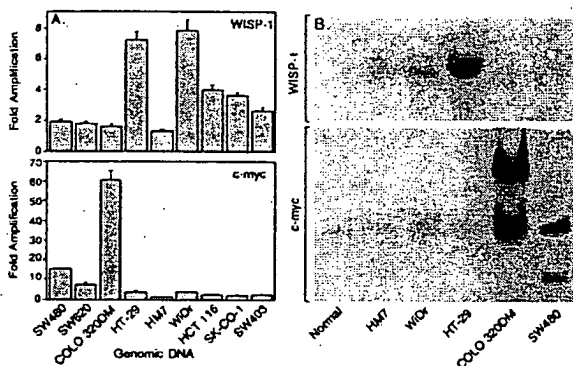 A.
WISP-1
Fold Amplification
8
6
4
2
0
c-myc
Fold Amplification
70
60
50
40
30
20
10
0
SW480
SW620
COLO 320DM
HT-29
HM7
WiDr
HCT 116
SK-CO-1
SW403
Genomic DNA
B.
WISP-1
c-myc
Normal
HM7
WiDr
HT-29
COLO 320DM
SW480